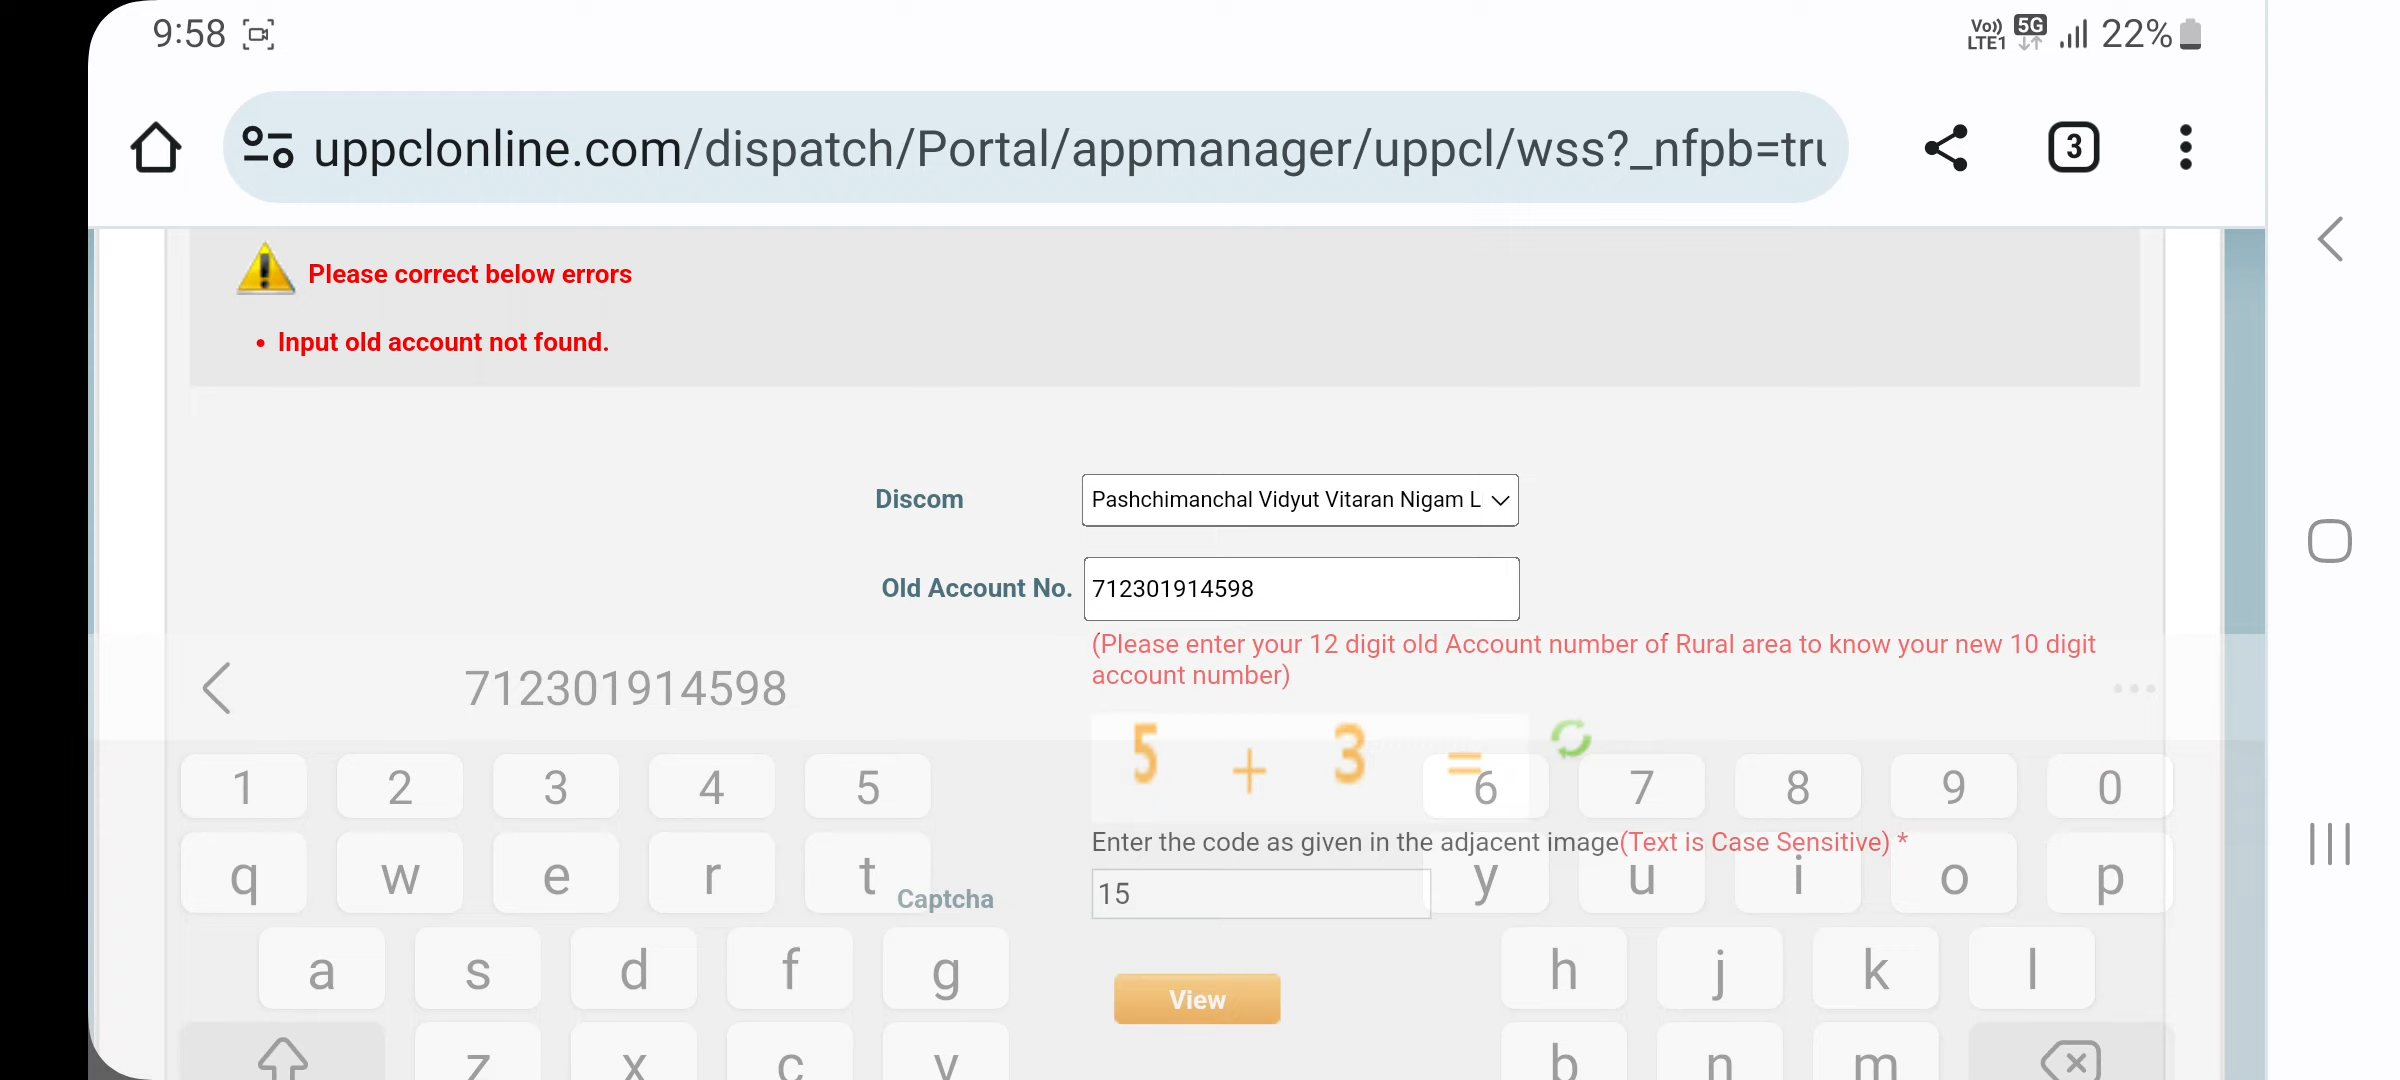 9:58
Vo)) LTE1 5G 22%
uppclonline.com/dispatch/Portal/appmanager/uppcl/wss?_nfpb=tru
3
Please correct below errors
• Input old account not found.
Discom
Pashchimanchal Vidyut Vitaran Nigam L
Old Account No.
712301914598
(Please enter your 12 digit old Account number of Rural area to know your new 10 digit
account number)
712301914598
5 + 3 =
1 2 3 4 5 6 7 8 9 0
Enter the code as given in the adjacent image(Text is Case Sensitive) *
q w e r t y u i o p
Captcha
15
a s d f g h j k l
View
z x c v b n m